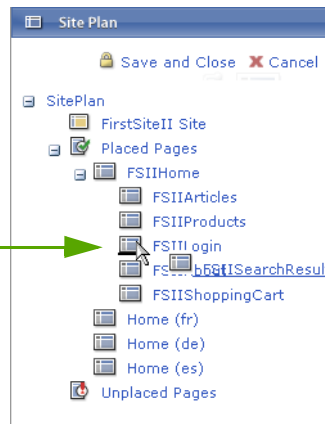 Site Plan
Save and Close Cancel
SitePlan
FirstSiteII Site
Placed Pages
FSIIHome
FSIIArticles
FSIIProducts
FSIILogin
FSIISearchResul
FSIIShoppingCart
Home (fr)
Home (de)
Home (es)
Unplaced Pages